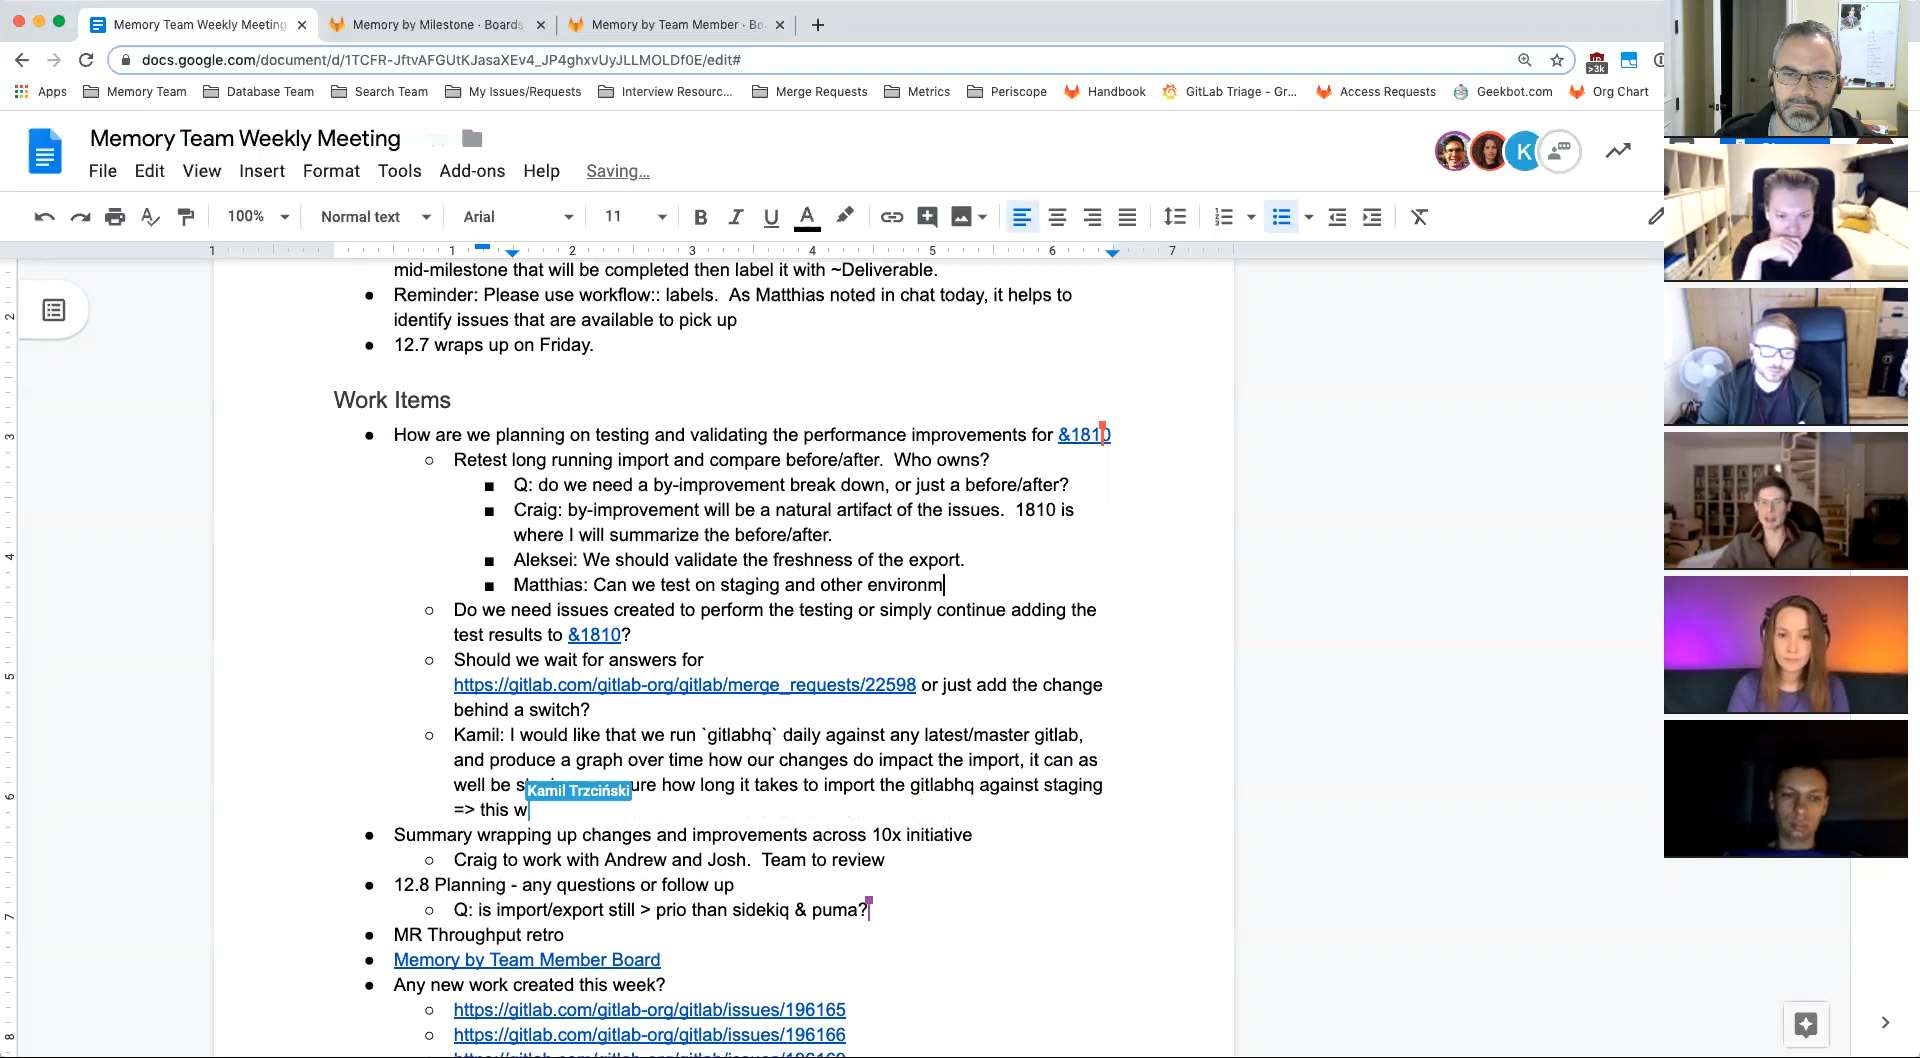 Memory Team Weekly Meeting
Memory by Milestone · Boards
Memory by Team Member · Bo
docs.google.com/document/d/1TCFR-JftvAFGUtKJasaXEv4_JP4ghxvUyJLLMOLDf0E/edit#
>3k
Apps
Memory Team
Database Team
Search Team
My Issues/Requests
Interview Resourc...
Merge Requests
Metrics
Periscope
Handbook
GitLab Triage - Gr...
Access Requests
Geekbot.com
Org Chart
Memory Team Weekly Meeting
K
File Edit View Insert Format Tools Add-ons Help Saving...
100% Normal text Arial 11 B I U A
1 1 2 3 4 5 6 7
2
3
4
5
6
7
8
mid-milestone that will be completed then label it with ~Deliverable.
● Reminder: Please use workflow:: labels. As Matthias noted in chat today, it helps to
identify issues that are available to pick up
● 12.7 wraps up on Friday.
Work Items
● How are we planning on testing and validating the performance improvements for &1810
○ Retest long running import and compare before/after. Who owns?
■ Q: do we need a by-improvement break down, or just a before/after?
■ Craig: by-improvement will be a natural artifact of the issues. 1810 is
where I will summarize the before/after.
■ Aleksei: We should validate the freshness of the export.
■ Matthias: Can we test on staging and other environm
○ Do we need issues created to perform the testing or simply continue adding the
test results to &1810?
○ Should we wait for answers for
https://gitlab.com/gitlab-org/gitlab/merge_requests/22598 or just add the change
behind a switch?
○ Kamil: I would like that we run `gitlabhq` daily against any latest/master gitlab,
and produce a graph over time how our changes do impact the import, it can as
well be s ure how long it takes to import the gitlabhq against staging
Kamil Trzciński
=> this w
● Summary wrapping up changes and improvements across 10x initiative
○ Craig to work with Andrew and Josh. Team to review
● 12.8 Planning - any questions or follow up
○ Q: is import/export still > prio than sidekiq & puma?
● MR Throughput retro
● Memory by Team Member Board
● Any new work created this week?
○ https://gitlab.com/gitlab-org/gitlab/issues/196165
○ https://gitlab.com/gitlab-org/gitlab/issues/196166